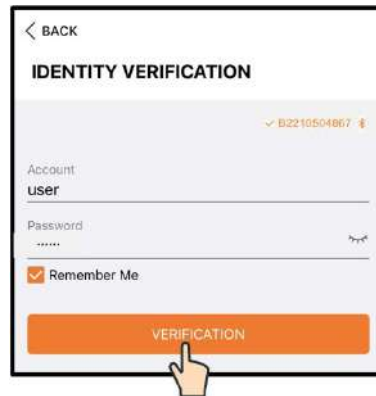 < BACK
IDENTITY VERIFICATION
✓ B2210504867
Account
user
Password
......
Remember Me
VERIFICATION